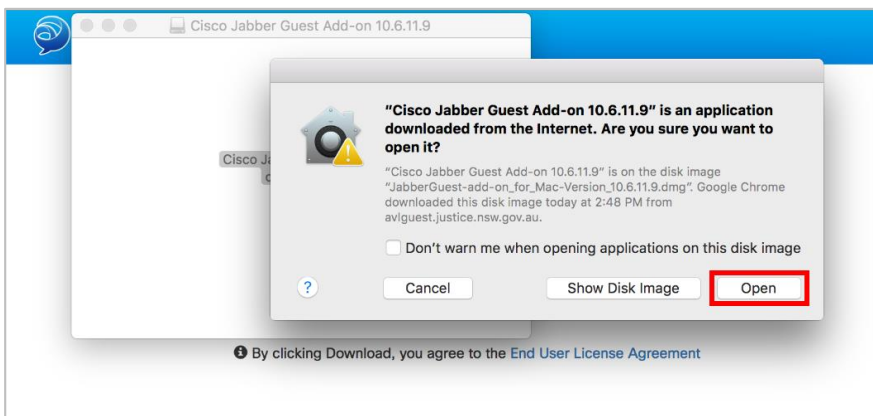 Cisco Jabber Guest Add-on 10.6.11.9
"Cisco Jabber Guest Add-on 10.6.11.9" is an application
downloaded from the Internet. Are you sure you want to
open it?
Cisco Ja
"Cisco Jabber Guest Add-on 10.6.11.9" is on the disk image
"JabberGuest-add-on_for_Mac-Version_10.6.11.9.dmg". Google Chrome
downloaded this disk image today at 2:48 PM from
avlguest.justice.nsw.gov.au.
Don't warn me when opening applications on this disk image
? Cancel Show Disk Image Open
By clicking Download, you agree to the End User License Agreement